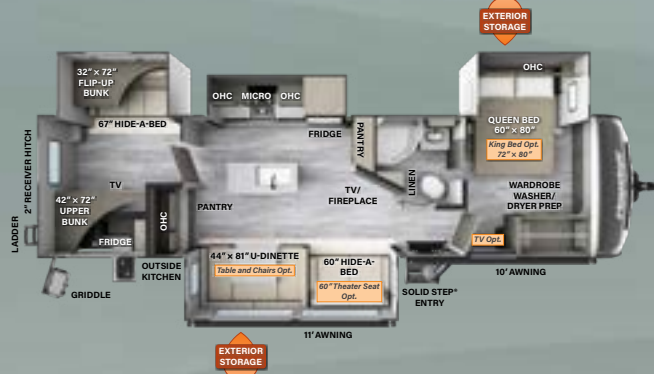 EXTERIOR
STORAGE
32" × 72"
FLIP-UP
BUNK
67" HIDE-A-BED
OHC MICRO OHC
FRIDGE
PANTRY
OHC
QUEEN BED
60" × 80"
King Bed Opt.
72" × 80"
2" RECEIVER HITCH
LADDER
TV
42" × 72"
UPPER
BUNK
FRIDGE
OHC
PANTRY
TV/
FIREPLACE
LINEN
WARDROBE
WASHER/
DRYER PREP
TV Opt.
GRIDDLE
OUTSIDE
KITCHEN
44" × 81" U-DINETTE
Table and Chairs Opt.
60" HIDE-A-
BED
60" Theater Seat
Opt.
SOLID STEP®
ENTRY
10' AWNING
11' AWNING
EXTERIOR
STORAGE